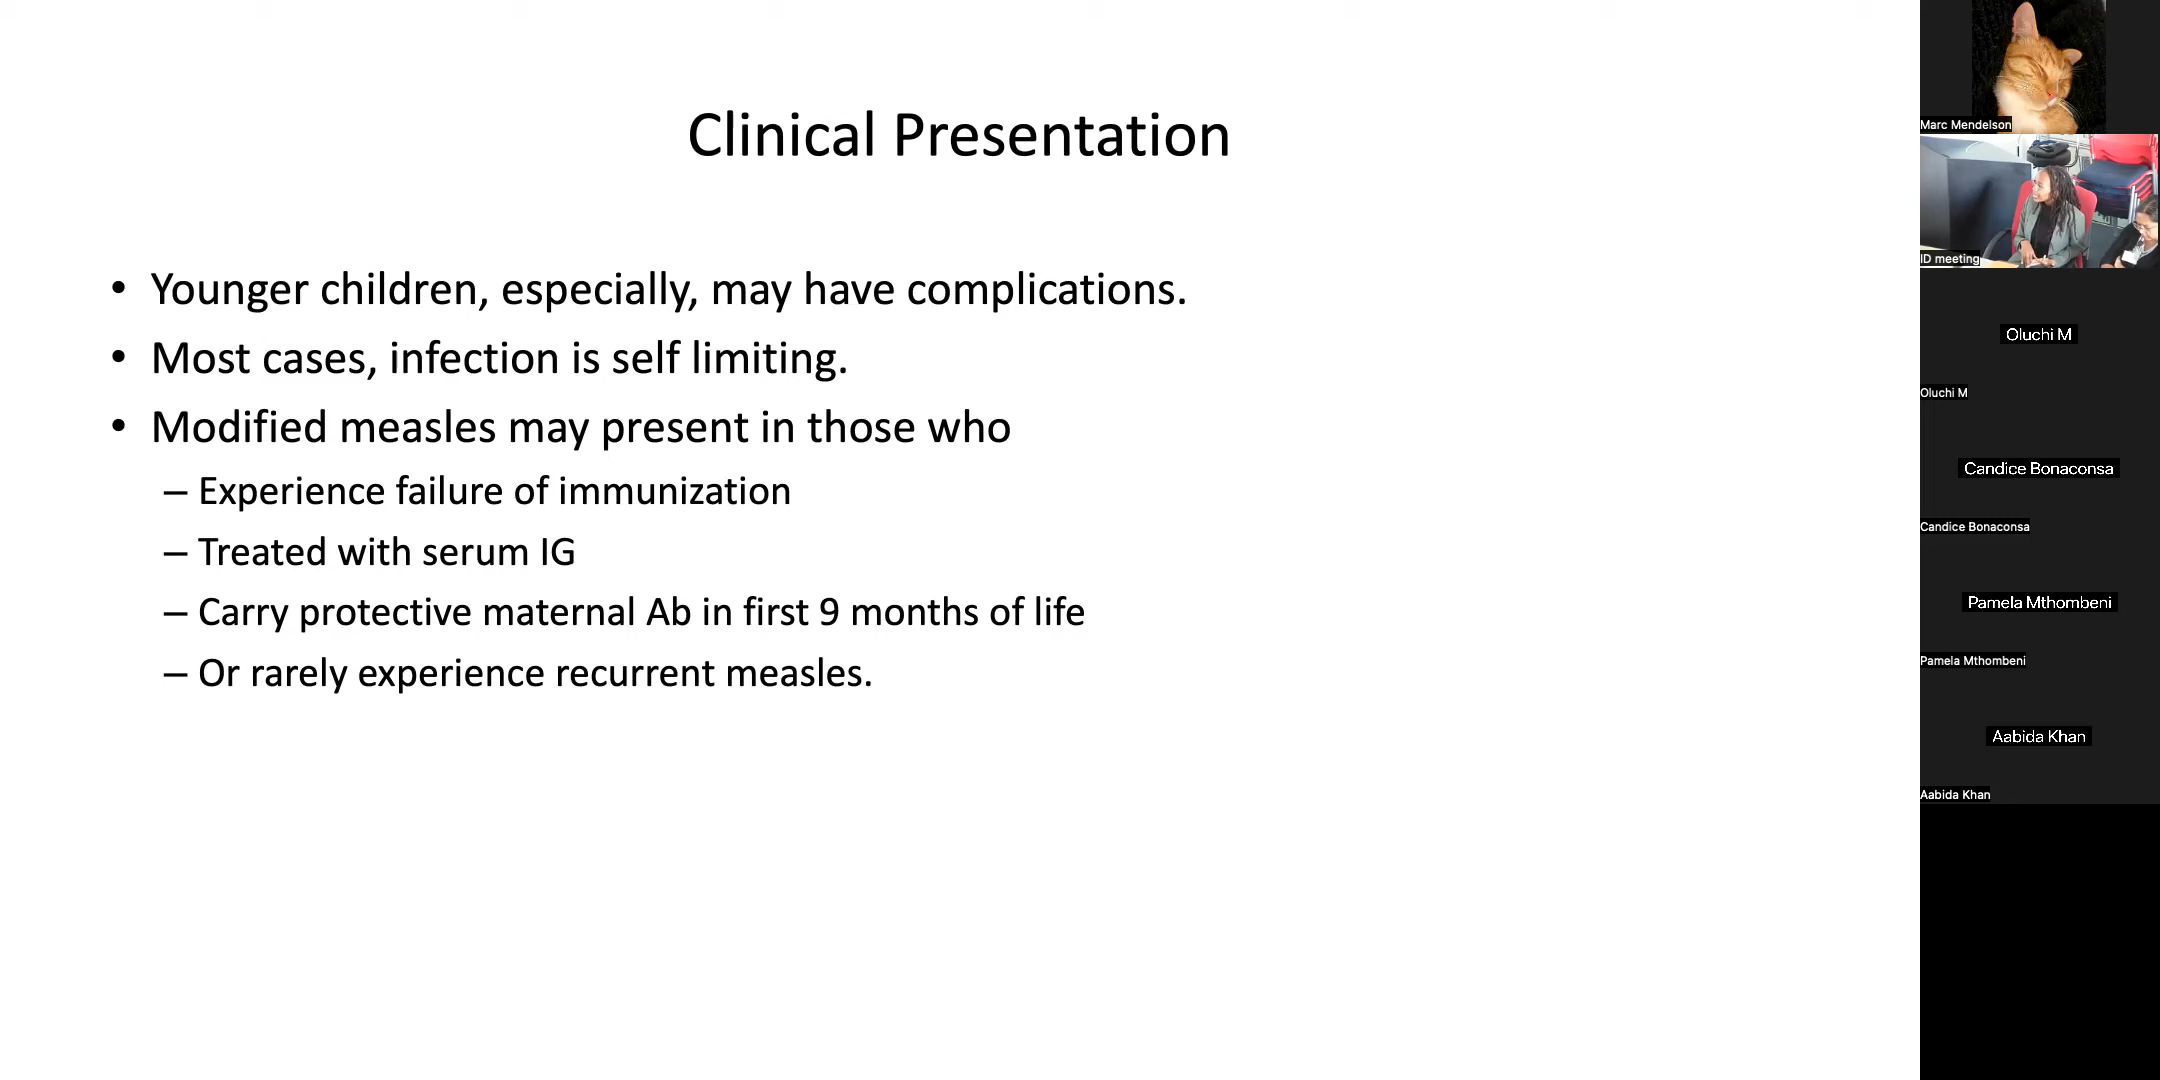 Clinical Presentation
• Younger children, especially, may have complications.
• Most cases, infection is self limiting.
• Modified measles may present in those who
– Experience failure of immunization
– Treated with serum IG
– Carry protective maternal Ab in first 9 months of life
– Or rarely experience recurrent measles.
Marc Mendelson
ID meeting
Oluchi M
Oluchi M
Candice Bonaconsa
Candice Bonaconsa
Pamela Mthombeni
Pamela Mthombeni
Aabida Khan
Aabida Khan